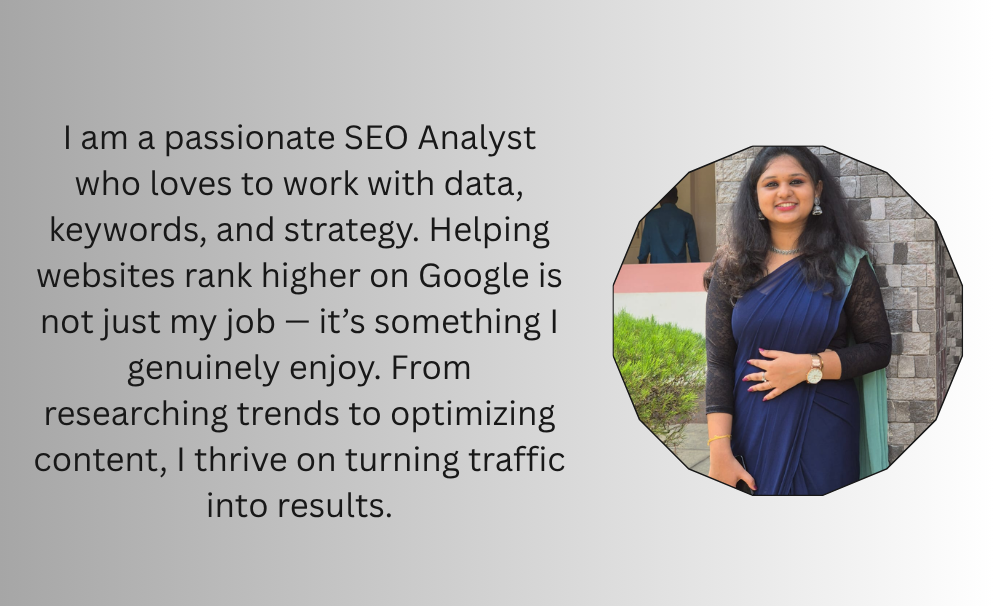 I am a passionate SEO Analyst
who loves to work with data,
keywords, and strategy. Helping
websites rank higher on Google is
not just my job — it’s something I
genuinely enjoy. From
researching trends to optimizing
content, I thrive on turning traffic
into results.